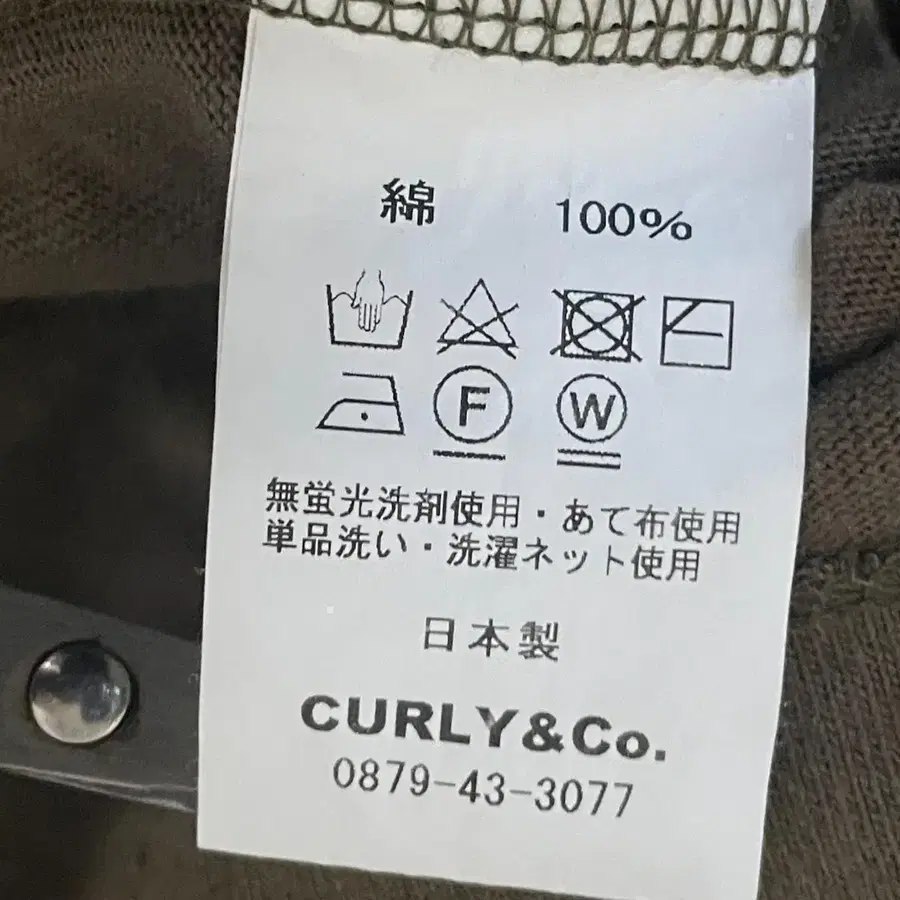 綿 100%
F W
無蛍光洗剤使用・あて布使用
単品洗い・洗濯ネット使用
日本製
CURLY&Co.
0879-43-3077